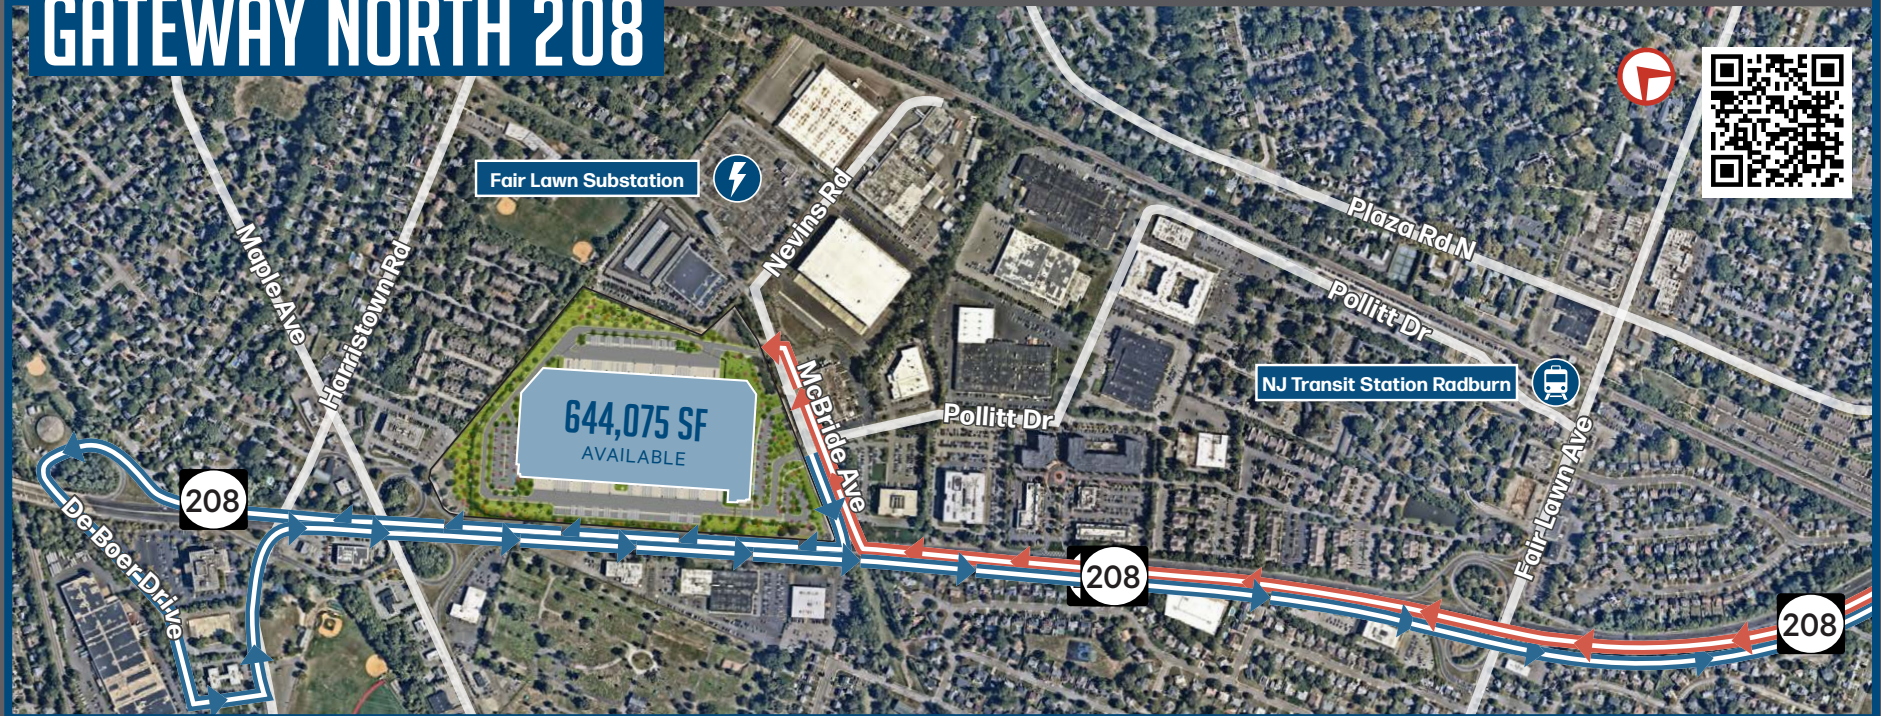 GATEWAY NORTH 208
Fair Lawn Substation
Nevins Rd
Plaza Rd N
Maple Ave
Harristown Rd
Pollitt Dr
NJ Transit Station Radburn
McBride Ave
644,075 SF
AVAILABLE
Pollitt Dr
Fair Lawn Ave
208
De Boer Drive
208
208